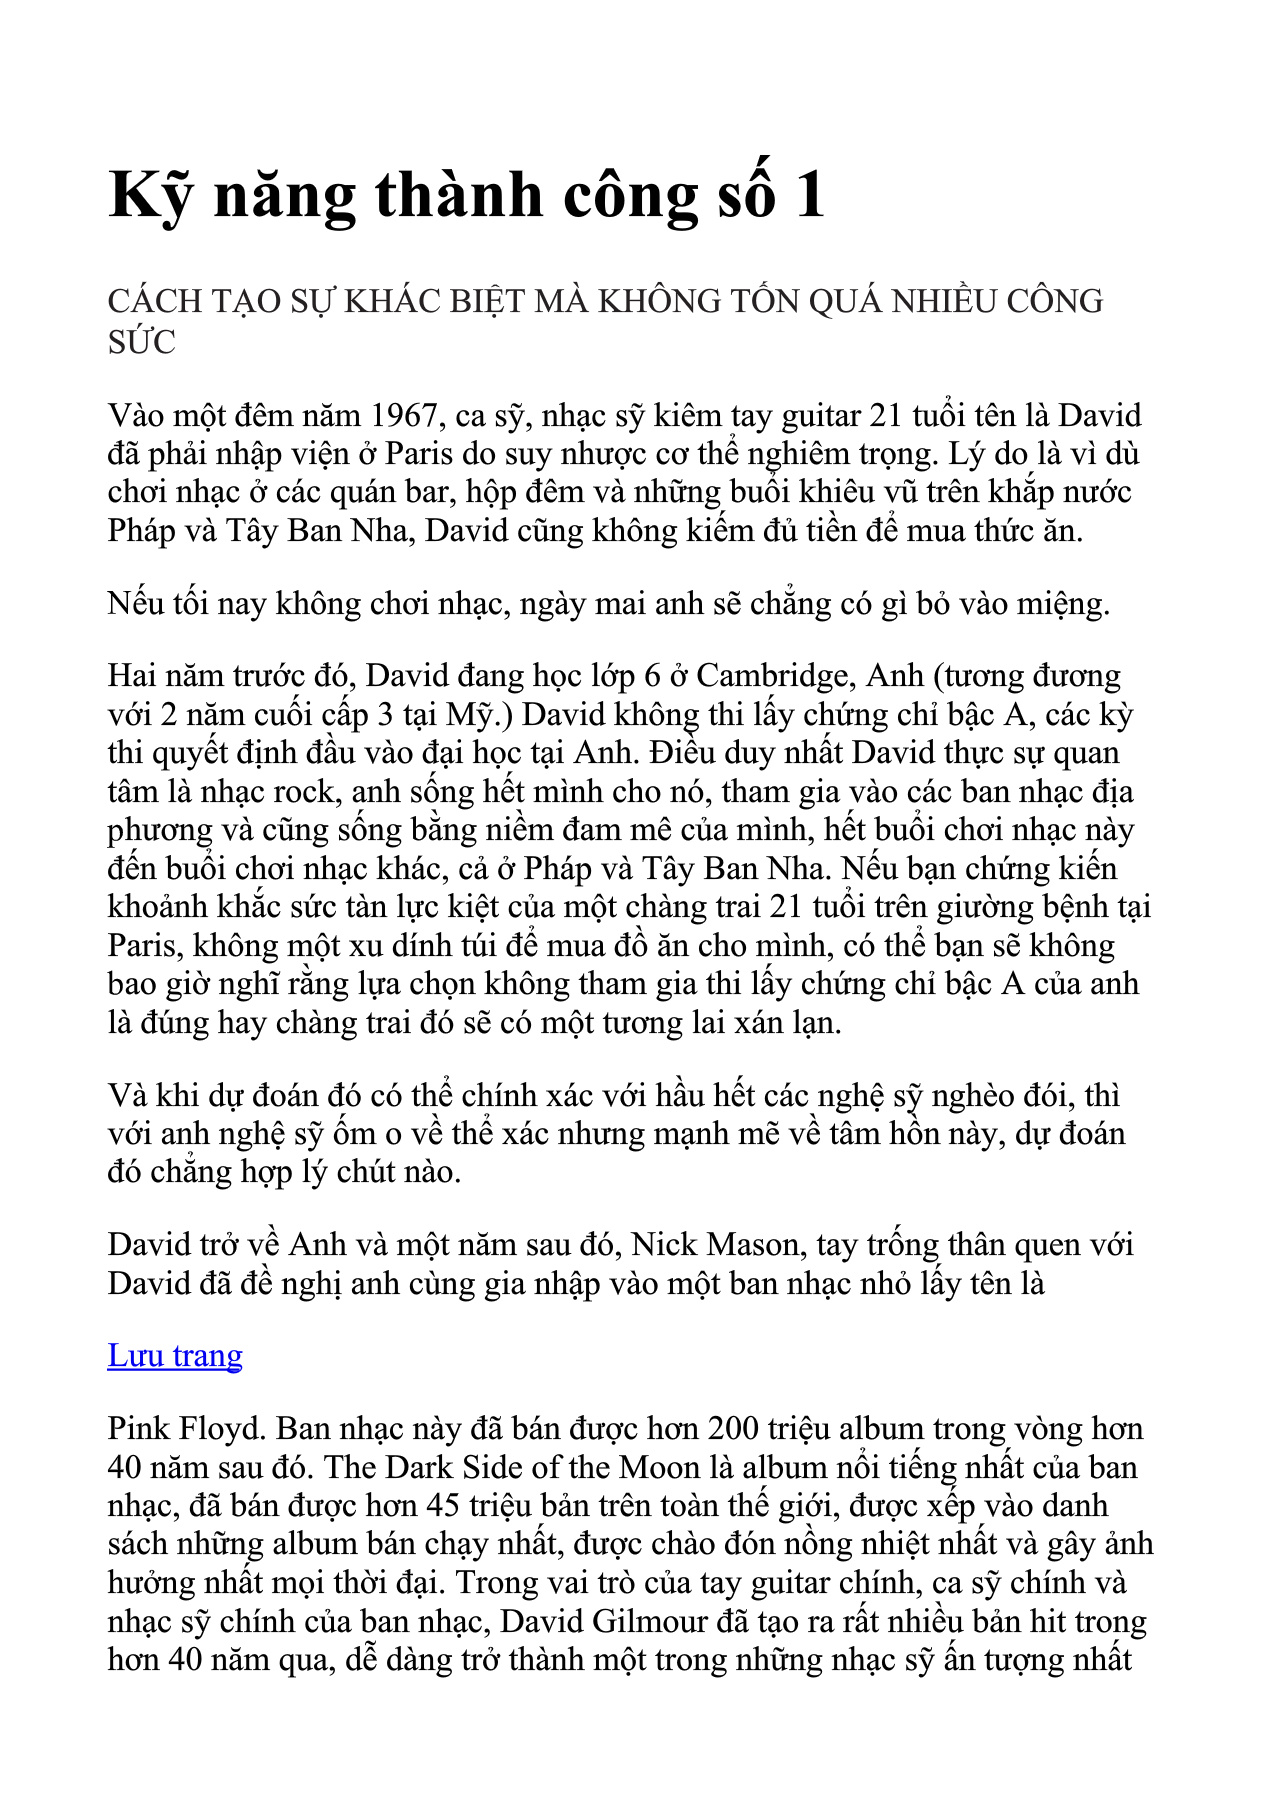 Kỹ năng thành công số 1
CÁCH TẠO SỰ KHÁC BIỆT MÀ KHÔNG TỐN QUÁ NHIỀU CÔNG
SỨC
Vào một đêm năm 1967, ca sỹ, nhạc sỹ kiêm tay guitar 21 tuổi tên là David
đã phải nhập viện ở Paris do suy nhược cơ thể nghiêm trọng. Lý do là vì dù
chơi nhạc ở các quán bar, hộp đêm và những buổi khiêu vũ trên khắp nước
Pháp và Tây Ban Nha, David cũng không kiếm đủ tiền để mua thức ăn.
Nếu tối nay không chơi nhạc, ngày mai anh sẽ chẳng có gì bỏ vào miệng.
Hai năm trước đó, David đang học lớp 6 ở Cambridge, Anh (tương đương
với 2 năm cuối cấp 3 tại Mỹ.) David không thi lấy chứng chỉ bậc A, các kỳ
thi quyết định đầu vào đại học tại Anh. Điều duy nhất David thực sự quan
tâm là nhạc rock, anh sống hết mình cho nó, tham gia vào các ban nhạc địa
phương và cũng sống bằng niềm đam mê của mình, hết buổi chơi nhạc này
đến buổi chơi nhạc khác, cả ở Pháp và Tây Ban Nha. Nếu bạn chứng kiến
khoảnh khắc sức tàn lực kiệt của một chàng trai 21 tuổi trên giường bệnh tại
Paris, không một xu dính túi để mua đồ ăn cho mình, có thể bạn sẽ không
bao giờ nghĩ rằng lựa chọn không tham gia thi lấy chứng chỉ bậc A của anh
là đúng hay chàng trai đó sẽ có một tương lai xán lạn.
Và khi dự đoán đó có thể chính xác với hầu hết các nghệ sỹ nghèo đói, thì
với anh nghệ sỹ ốm o về thể xác nhưng mạnh mẽ về tâm hồn này, dự đoán
đó chẳng hợp lý chút nào.
David trở về Anh và một năm sau đó, Nick Mason, tay trống thân quen với
David đã đề nghị anh cùng gia nhập vào một ban nhạc nhỏ lấy tên là
Lưu trang
Pink Floyd. Ban nhạc này đã bán được hơn 200 triệu album trong vòng hơn
40 năm sau đó. The Dark Side of the Moon là album nổi tiếng nhất của ban
nhạc, đã bán được hơn 45 triệu bản trên toàn thế giới, được xếp vào danh
sách những album bán chạy nhất, được chào đón nồng nhiệt nhất và gây ảnh
hưởng nhất mọi thời đại. Trong vai trò của tay guitar chính, ca sỹ chính và
nhạc sỹ chính của ban nhạc, David Gilmour đã tạo ra rất nhiều bản hit trong
hơn 40 năm qua, dễ dàng trở thành một trong những nhạc sỹ ấn tượng nhất